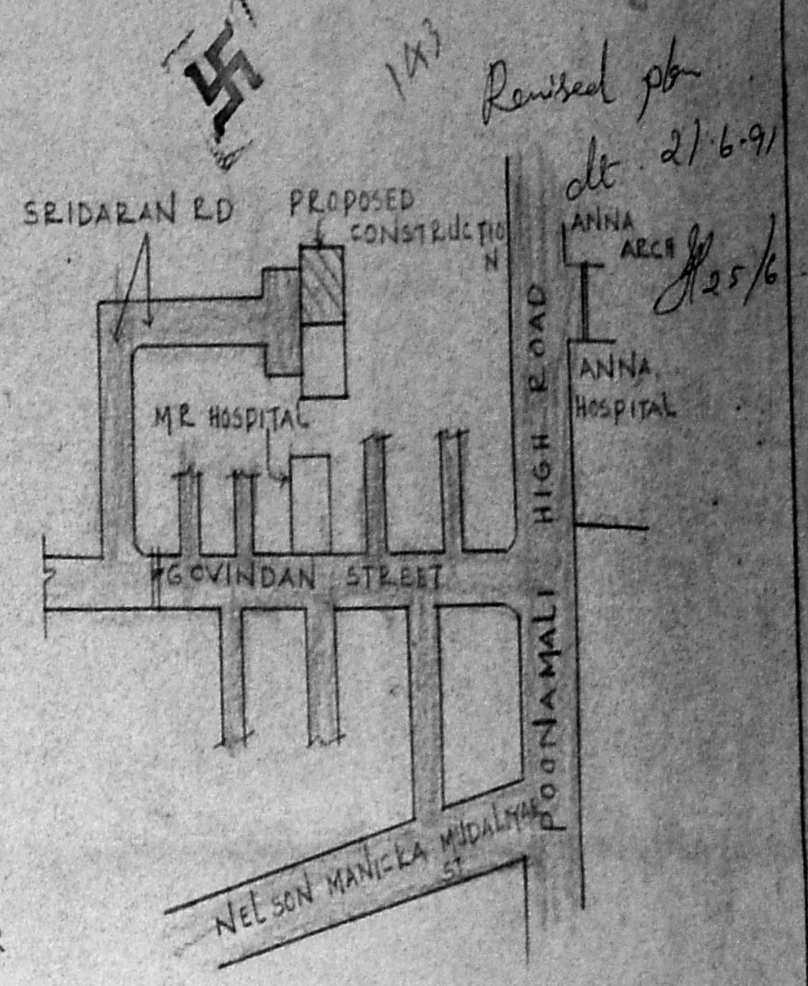 143
Revised plan
dt. 21.6.91
25/6
SRIDARAN RD
PROPOSED
CONSTRUCTIO
N
ANNA
ARCH
ANNA
HOSPITAL
MR HOSPITAL
GOVINDAN STREET
POONAMALI HIGH ROAD
NELSON MANICKA MUDALIYAR
ST